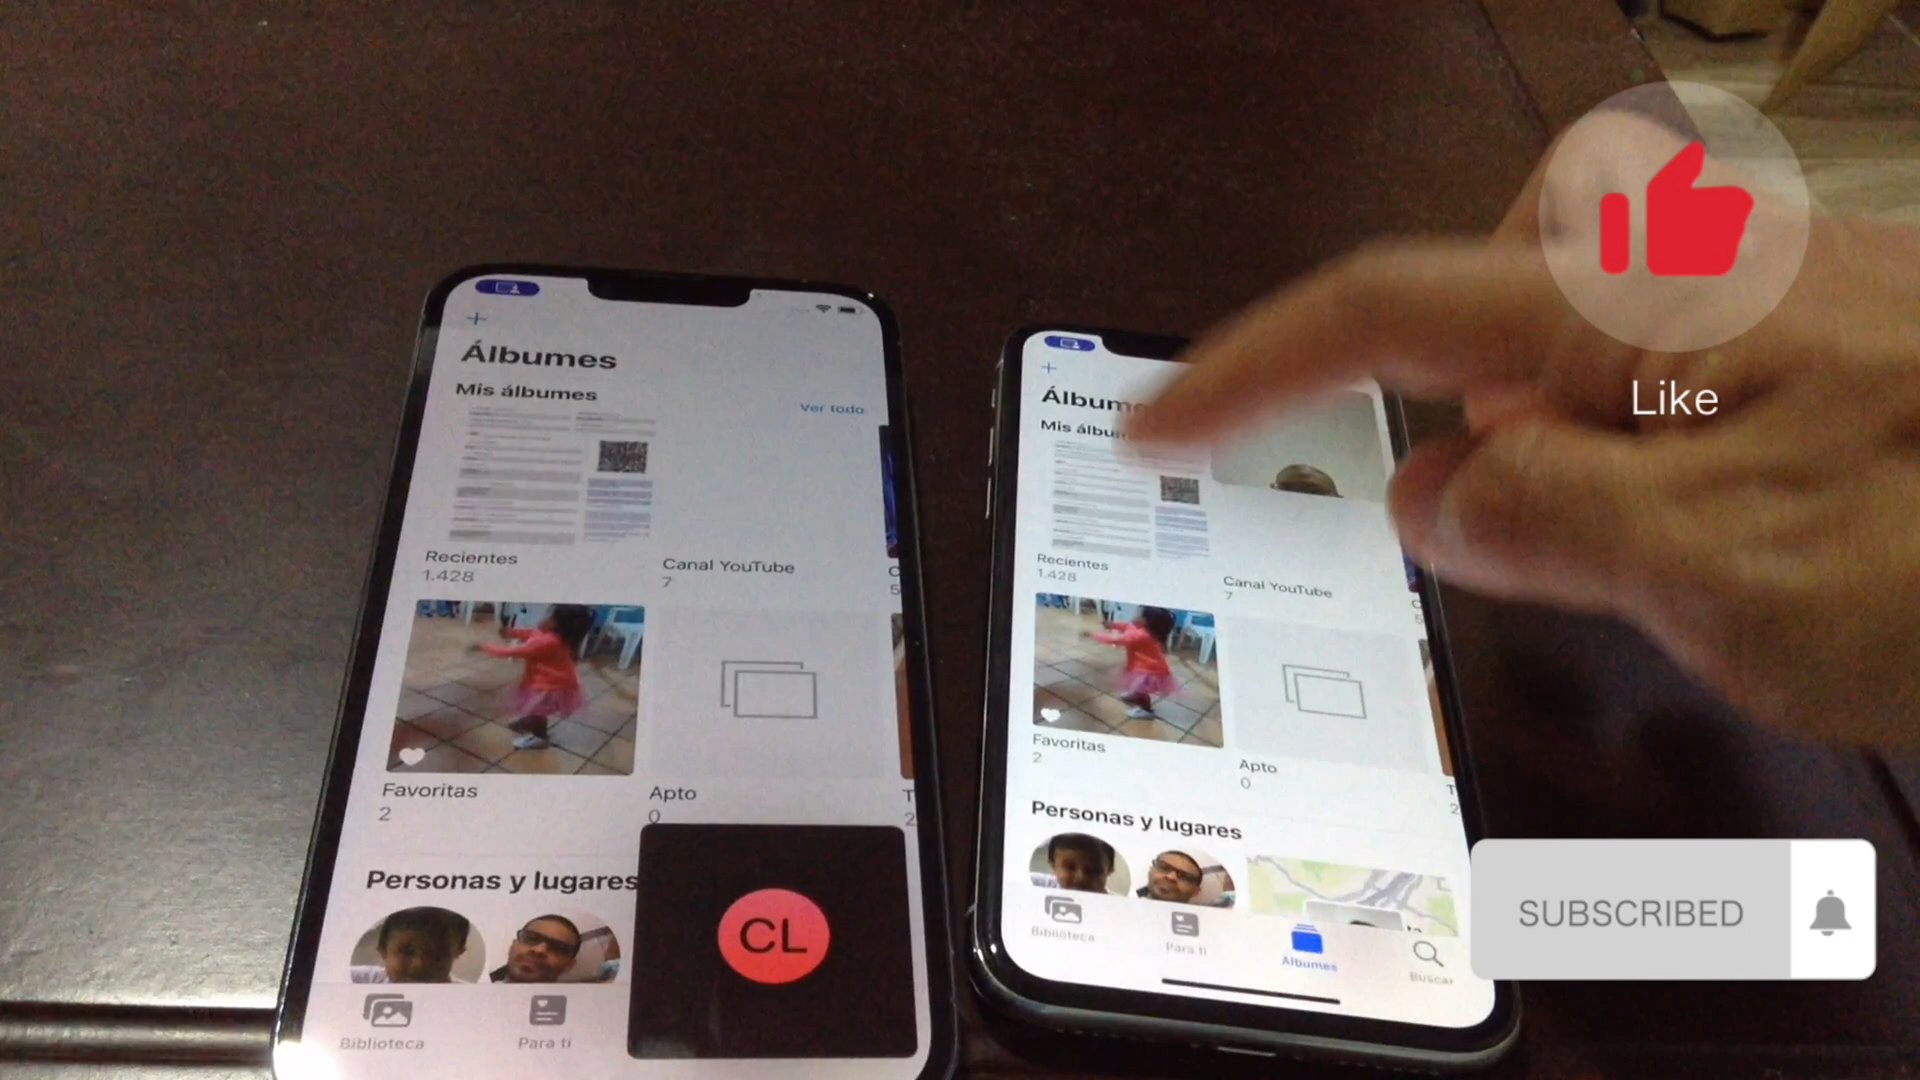 Álbumes
Mis álbumes
Ver todo
Recientes
1.428
Canal YouTube
7
Favoritas
2
Apto
0
Personas y lugares
CL
Biblioteca
Para ti
Mis álbum
Recientes
1.428
Canal YouTube
7
Favoritas
2
Apto
0
Personas y lugares
Biblioteca
Para ti
Álbumes
Buscar
Like
SUBSCRIBED